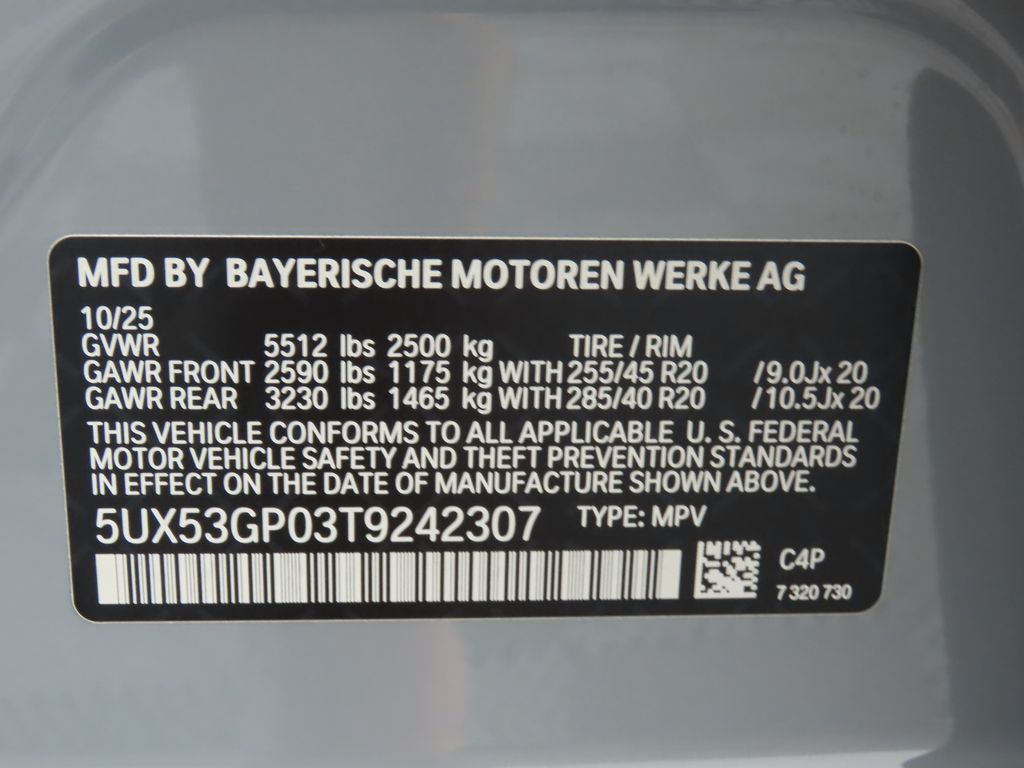 MFD BY BAYERISCHE MOTOREN WERKE AG
10/25
GVWR 5512 lbs 2500 kg TIRE / RIM
GAWR FRONT 2590 lbs 1175 kg WITH 255/45 R20 /9.0Jx 20
GAWR REAR 3230 lbs 1465 kg WITH 285/40 R20 /10.5Jx 20
THIS VEHICLE CONFORMS TO ALL APPLICABLE U. S. FEDERAL
MOTOR VEHICLE SAFETY AND THEFT PREVENTION STANDARDS
IN EFFECT ON THE DATE OF MANUFACTURE SHOWN ABOVE.
5UX53GP03T9242307 TYPE: MPV
C4P
7 320 730